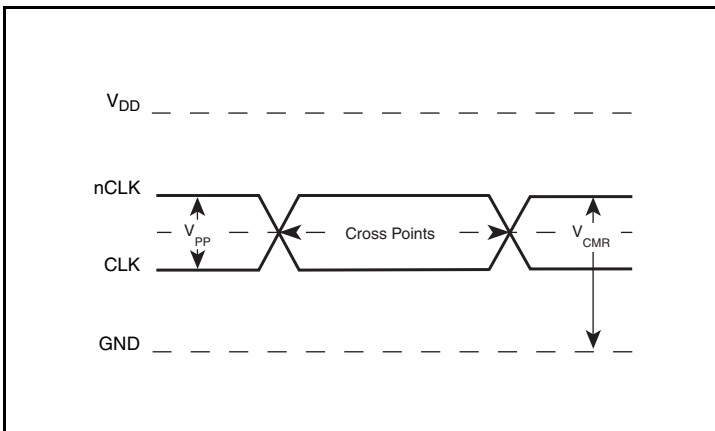 VDD
nCLK
VPP
Cross Points
VCMR
CLK
GND